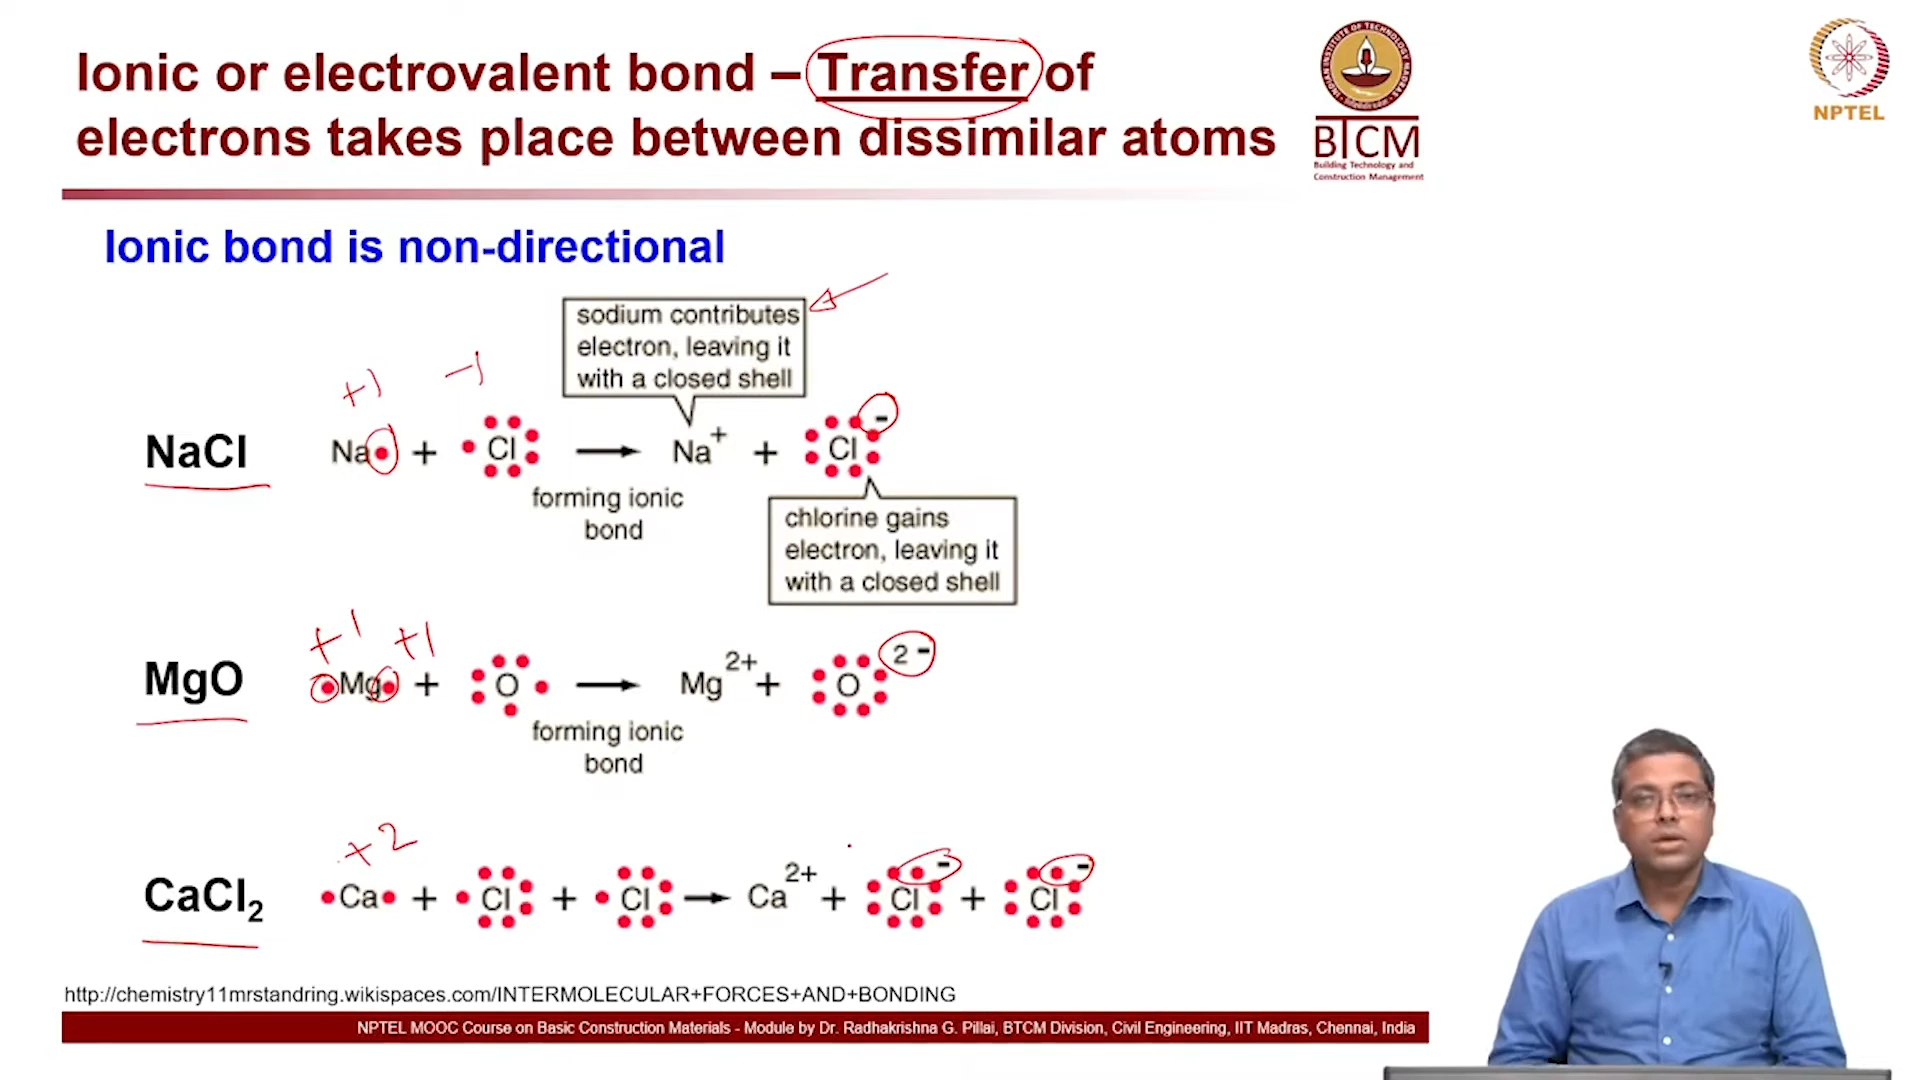 Ionic or electrovalent bond – Transfer of
electrons takes place between dissimilar atoms
BTCM
Building Technology and
Construction Management
NPTEL
Ionic bond is non-directional
sodium contributes
electron, leaving it
with a closed shell
+1 -1
NaCl Na + Cl Na+ + Cl-
forming ionic
bond
chlorine gains
electron, leaving it
with a closed shell
+1 +1
MgO Mg + O Mg2+ + O2-
forming ionic
bond
+2
CaCl2 Ca + Cl + Cl Ca2+ + Cl- + Cl-
http://chemistry11mrstandring.wikispaces.com/INTERMOLECULAR+FORCES+AND+BONDING
NPTEL MOOC Course on Basic Construction Materials - Module by Dr. Radhakrishna G. Pillai, BTCM Division, Civil Engineering, IIT Madras, Chennai, India